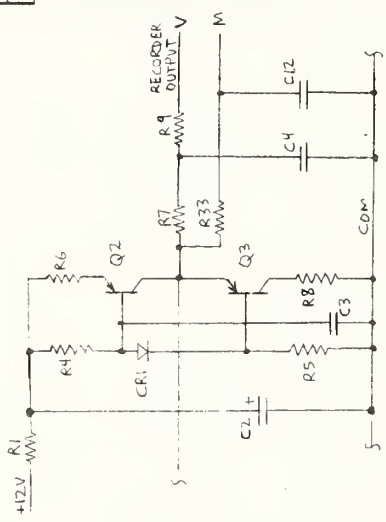 +12V
R1
R4
R6
Q2
CR1
C2
+
R5
C3
R8
Q3
R7
R33
R9
RECORDER
OUTPUT
V
M
C4
C12
COM